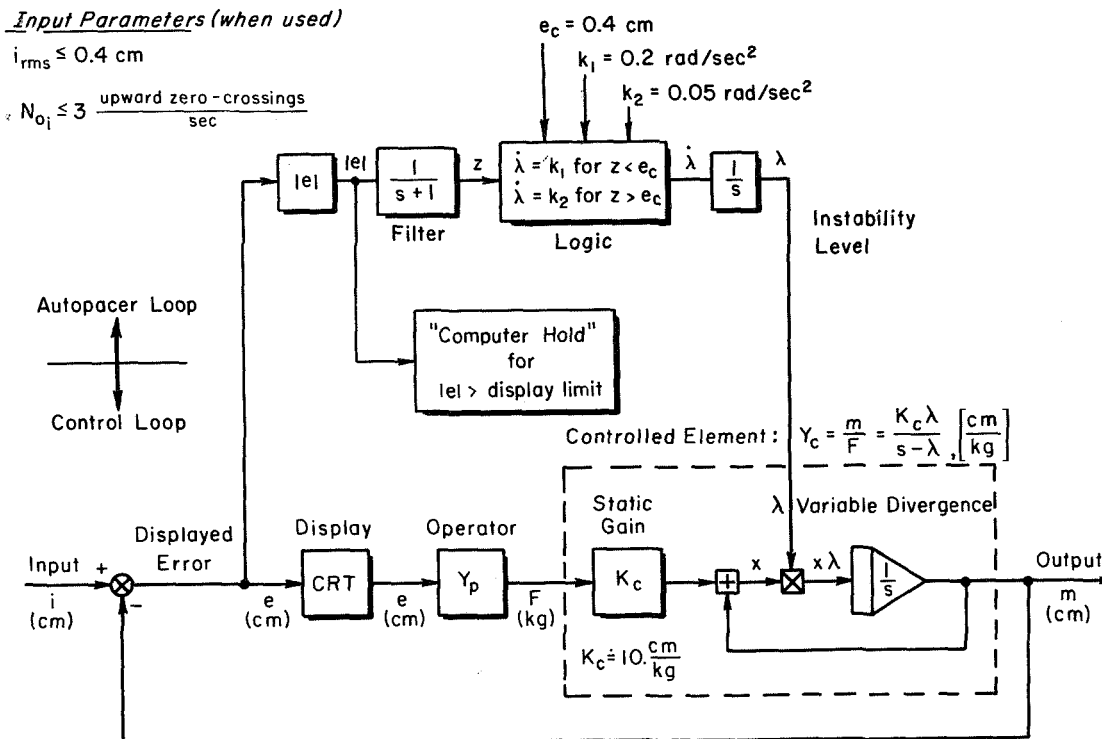 Input Parameters (when used)
i_rms ≤ 0.4 cm
N_oi ≤ 3 upward zero-crossings / sec
e_c = 0.4 cm
k_1 = 0.2 rad/sec²
k_2 = 0.05 rad/sec²
|e|
|e|
1 / (s + 1)
z
λ̇ = k_1 for z < e_c
λ̇ = k_2 for z > e_c
λ̇
1/s
λ
Filter
Logic
Instability
Level
Autopacer Loop
Control Loop
"Computer Hold"
for
|e| > display limit
Controlled Element: Y_c = m/F = K_c λ / (s - λ), [cm/kg]
Static
Gain
λ Variable Divergence
Input
i
(cm)
+
-
Displayed
Error
e
(cm)
Display
CRT
e
(cm)
Operator
Y_p
F
(kg)
K_c
K_c ≐ 10. cm/kg
+
x
x λ
1/s
Output
m
(cm)